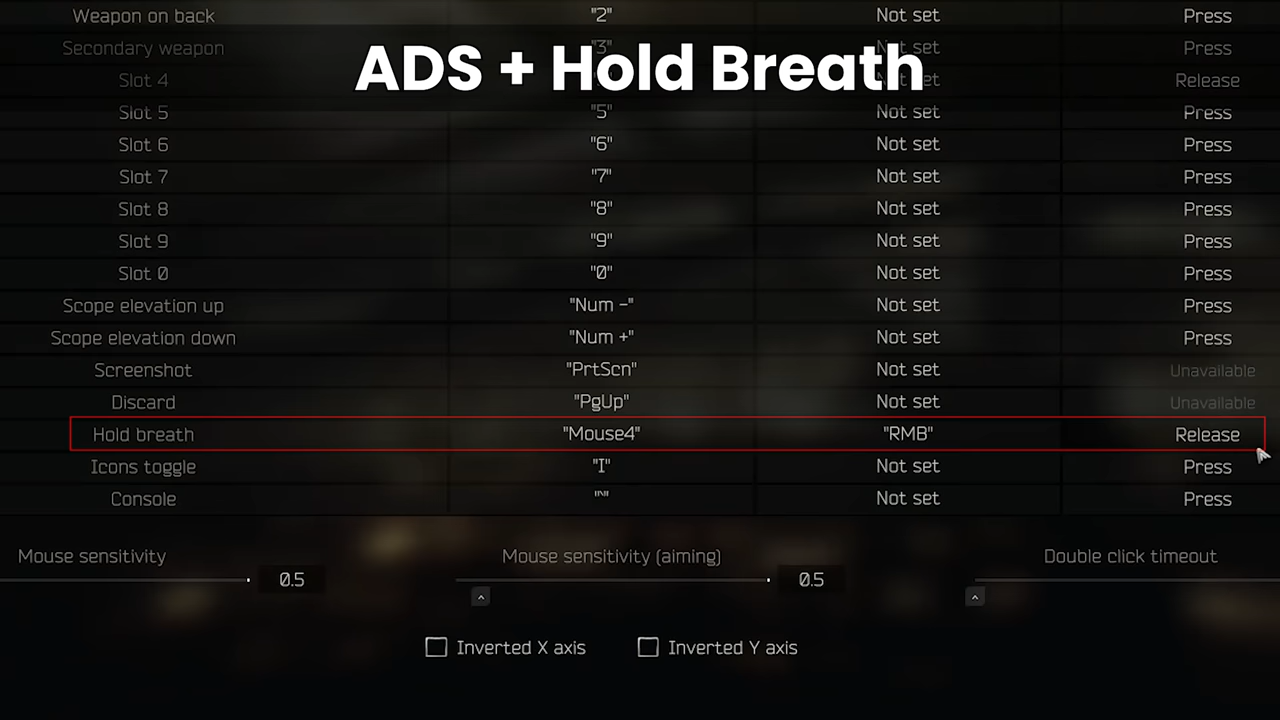 Weapon on back "2" Not set Press
ADS + Hold Breath
Secondary weapon "3" Not set Press
Slot 4 Not set Release
Slot 5 "5" Not set Press
Slot 6 "6" Not set Press
Slot 7 "7" Not set Press
Slot 8 "8" Not set Press
Slot 9 "9" Not set Press
Slot 0 "0" Not set Press
Scope elevation up "Num -" Not set Press
Scope elevation down "Num +" Not set Press
Screenshot "PrtScn" Not set Unavailable
Discard "PgUp" Not set Unavailable
Hold breath "Mouse4" "RMB" Release
Icons toggle "I" Not set Press
Console Not set Press
Mouse sensitivity Mouse sensitivity (aiming) Double click timeout
0.5 0.5
Inverted X axis Inverted Y axis